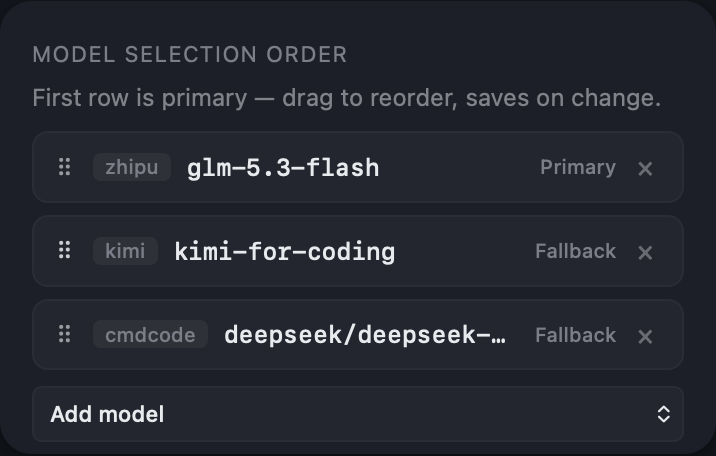 MODEL SELECTION ORDER
First row is primary — drag to reorder, saves on change.
zhipu glm-5.3-flash Primary ×
kimi kimi-for-coding Fallback ×
cmdcode deepseek/deepseek-… Fallback ×
Add model